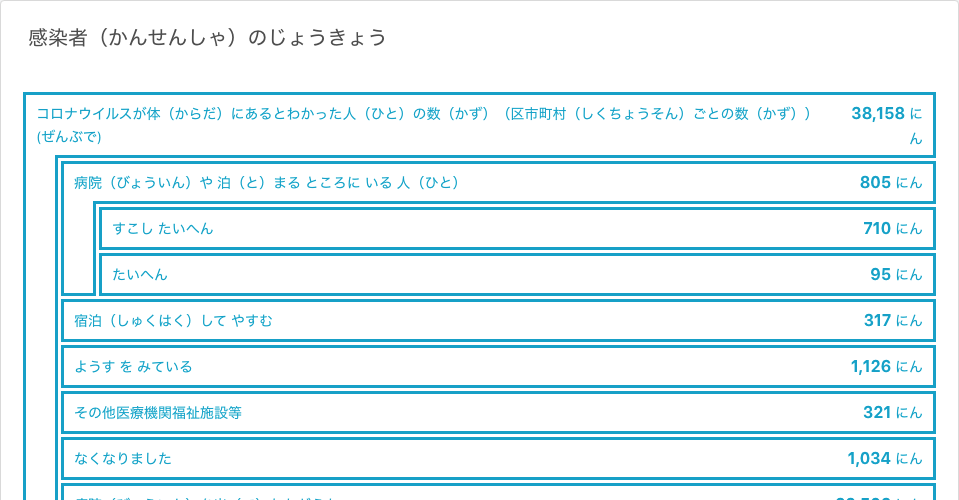 感染者（かんせんしゃ）のじょうきょう
コロナウイルスが体（からだ）にあるとわかった人（ひと）の数（かず）（区市町村（しくちょうそん）ごとの数（かず）） 38,158 に
(ぜんぶで) ん
病院（びょういん）や 泊（と）まる ところに いる 人（ひと） 805 にん
すこし たいへん 710 にん
たいへん 95 にん
宿泊（しゅくはく）して やすむ 317 にん
ようす を みている 1,126 にん
その他医療機関福祉施設等 321 にん
なくなりました 1,034 にん